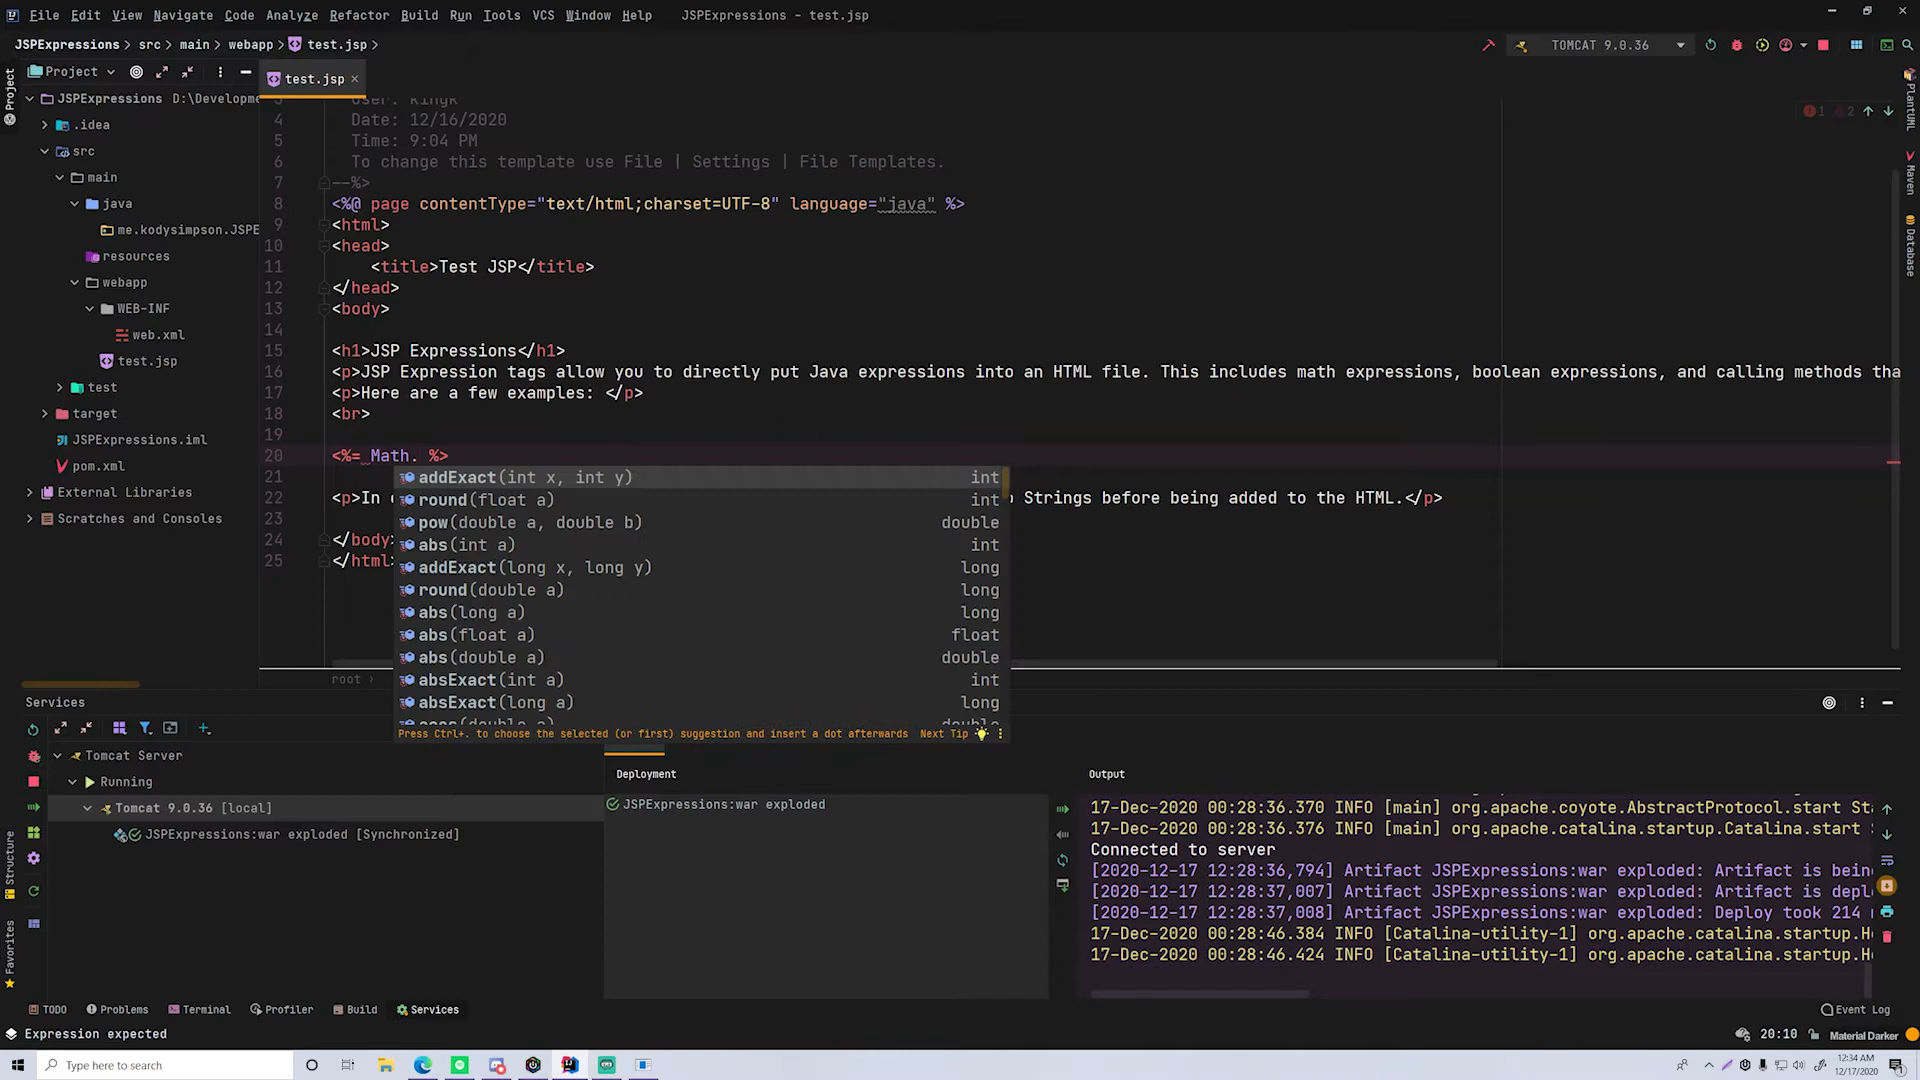 File Edit View Navigate Code Analyze Refactor Build Run Tools VCS Window Help JSPExpressions - test.jsp
JSPExpressions src main webapp test.jsp
TOMCAT 9.0.36
Project
test.jsp
JSPExpressions D:\Developme
.idea
src
main
java
me.kodysimpson.JSPE
resources
webapp
WEB-INF
web.xml
test.jsp
test
target
JSPExpressions.iml
pom.xml
External Libraries
Scratches and Consoles
Project
Structure
Favorites
PlantUML
Maven
Database
1 2
3 User: kingk
4 Date: 12/16/2020
5 Time: 9:04 PM
6 To change this template use File | Settings | File Templates.
7 --%>
8 <%@ page contentType="text/html;charset=UTF-8" language="java" %>
9 <html>
10 <head>
11 <title>Test JSP</title>
12 </head>
13 <body>
14
15 <h1>JSP Expressions</h1>
16 <p>JSP Expression tags allow you to directly put Java expressions into an HTML file. This includes math expressions, boolean expressions, and calling methods tha
17 <p>Here are a few examples: </p>
18 <br>
19
20 <%= Math. %>
21
22 <p>In Strings before being added to the HTML.</p>
23
24 </body>
25 </html>
addExact(int x, int y) int
round(float a) int
pow(double a, double b) double
abs(int a) int
addExact(long x, long y) long
round(double a) long
abs(long a) long
abs(float a) float
abs(double a) double
absExact(int a) int
absExact(long a) long
Press Ctrl+. to choose the selected (or first) suggestion and insert a dot afterwards Next Tip
root
Services
Tomcat Server
Running
Tomcat 9.0.36 [local]
JSPExpressions:war exploded [Synchronized]
Deployment
JSPExpressions:war exploded
Output
17-Dec-2020 00:28:36.370 INFO [main] org.apache.coyote.AbstractProtocol.start Sta
17-Dec-2020 00:28:36.376 INFO [main] org.apache.catalina.startup.Catalina.start
Connected to server
[2020-12-17 12:28:36,794] Artifact JSPExpressions:war exploded: Artifact is bein
[2020-12-17 12:28:37,007] Artifact JSPExpressions:war exploded: Artifact is depl
[2020-12-17 12:28:37,008] Artifact JSPExpressions:war exploded: Deploy took 214
17-Dec-2020 00:28:46.384 INFO [Catalina-utility-1] org.apache.catalina.startup.Ho
17-Dec-2020 00:28:46.424 INFO [Catalina-utility-1] org.apache.catalina.startup.Ho
TODO Problems Terminal Profiler Build Services
Event Log
Expression expected
20:10
Material Darker
Type here to search
12:34 AM
12/17/2020